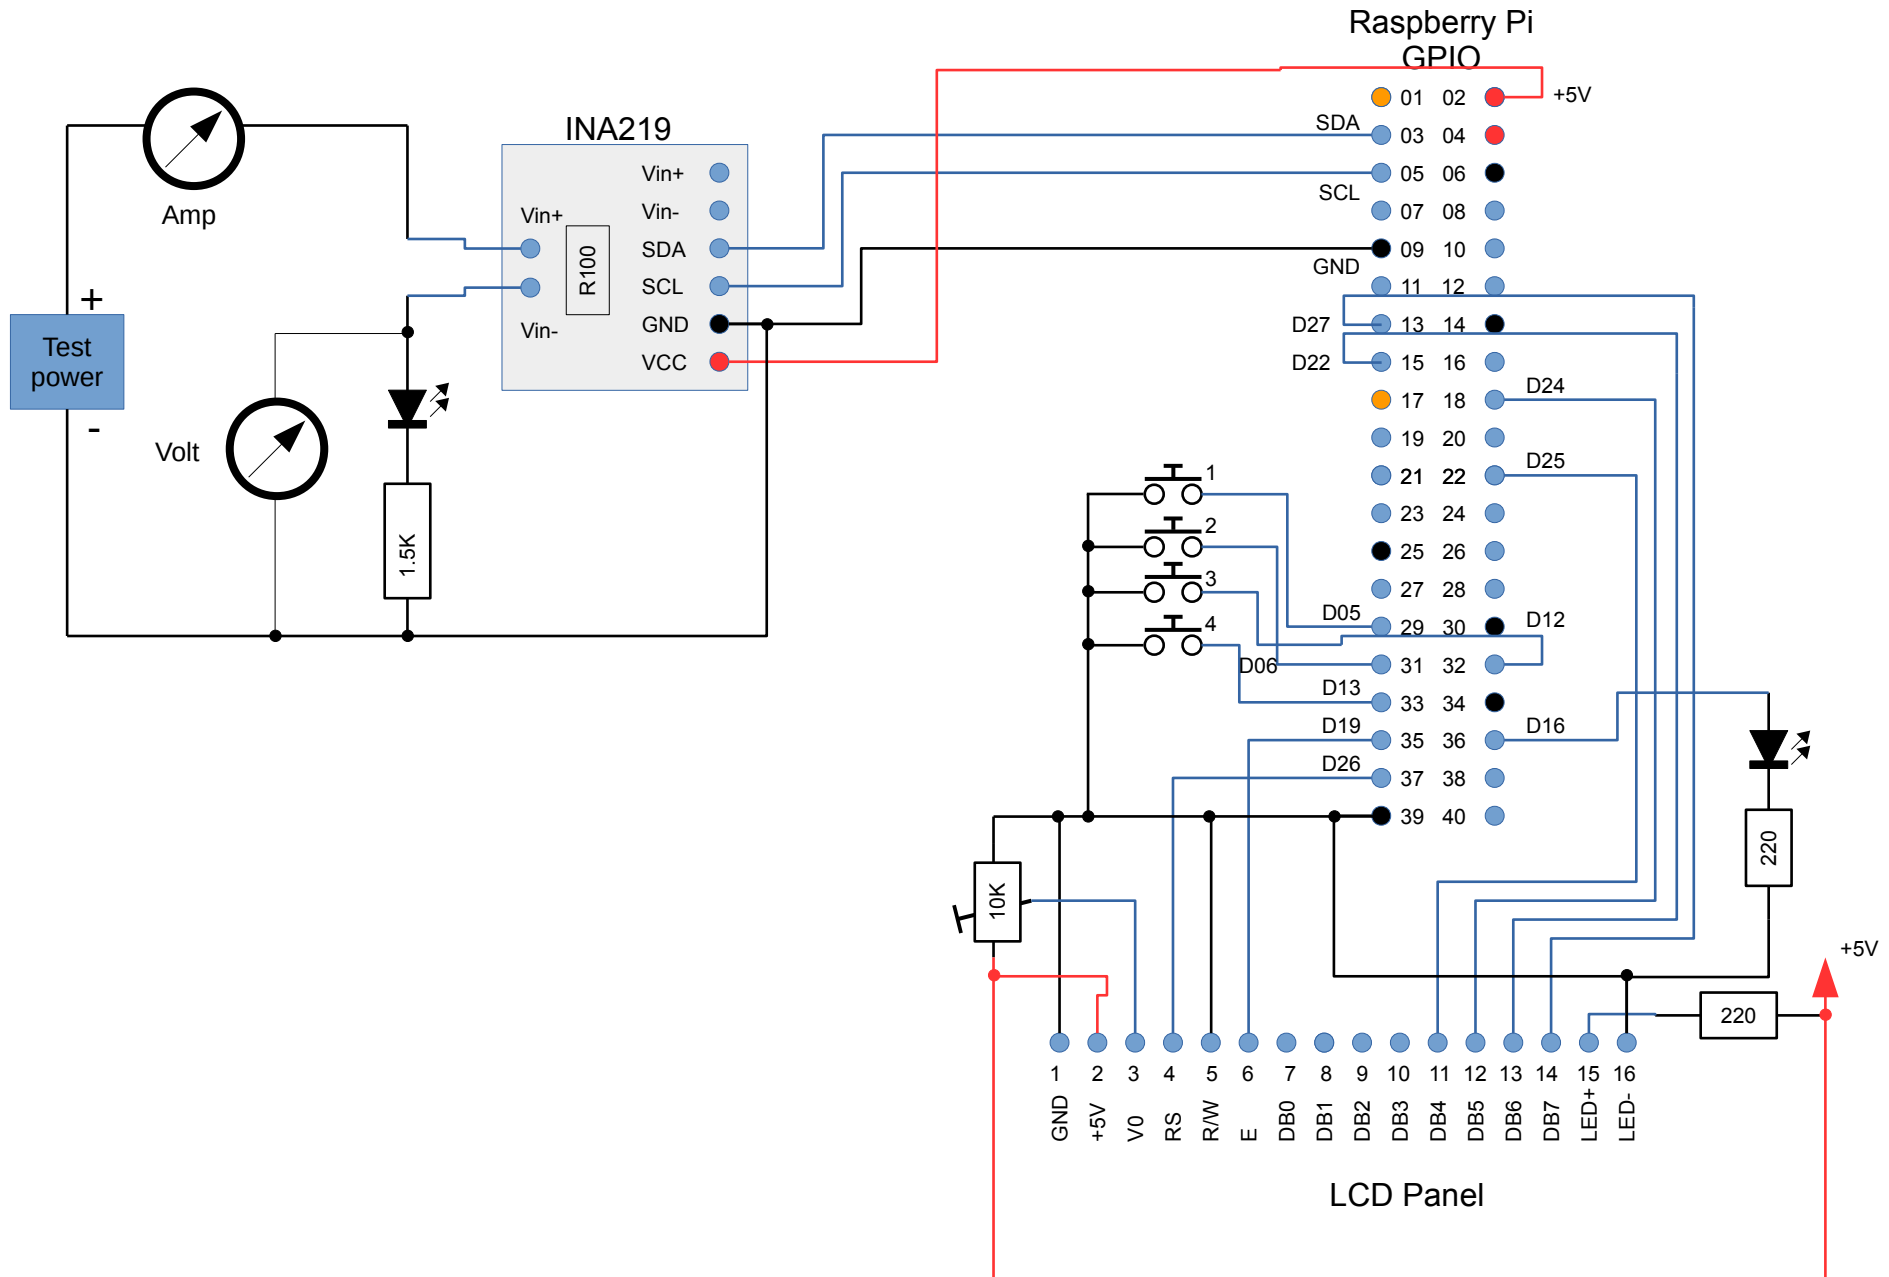 Raspberry Pi
GPIO
01 02 +5V
SDA 03 04
05 06
SCL
07 08
09 10
GND
11 12
D27 13 14
D22 15 16
D24
17 18
19 20
D25
21 22
23 24
25 26
27 28
D05 29 30 D12
D06 31 32
D13 33 34
D19 35 36 D16
D26 37 38
39 40
INA219
Vin+
Vin-
SDA
SCL
GND
VCC
Vin+
R100
Vin-
Amp
+
Test
power
-
Volt
1.5K
1
2
3
4
10K
220
+5V
220
1 2 3 4 5 6 7 8 9 10 11 12 13 14 15 16
GND
+5V
V0
RS
R/W
E
DB0
DB1
DB2
DB3
DB4
DB5
DB6
DB7
LED+
LED-
LCD Panel